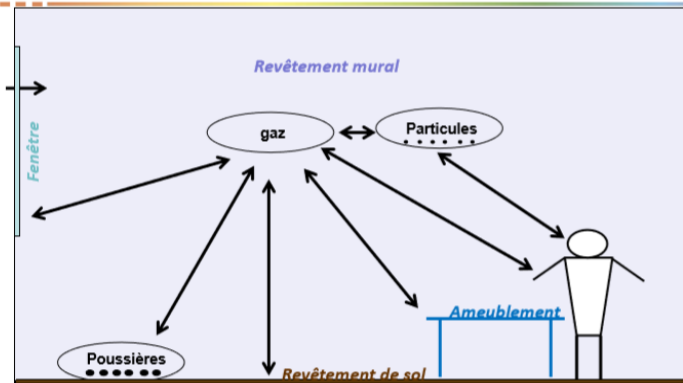 Revêtement mural
Fenêtre
gaz
Particules
Ameublement
Poussières
Revêtement de sol